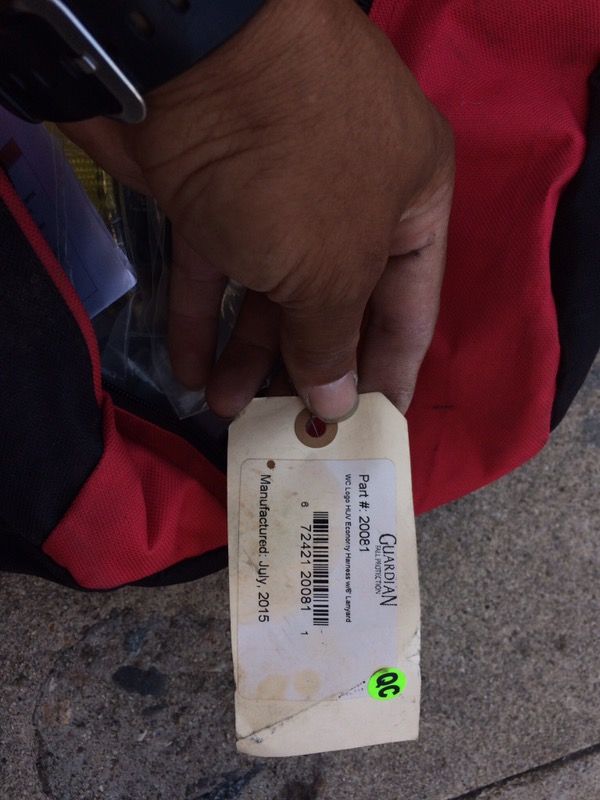 GUARDIAN
FALL PROTECTION
Part #: 20081
WC Logo HUV Economy Harness w/6' Lanyard
6 72421 20081 1
Manufactured: July, 2015
QC